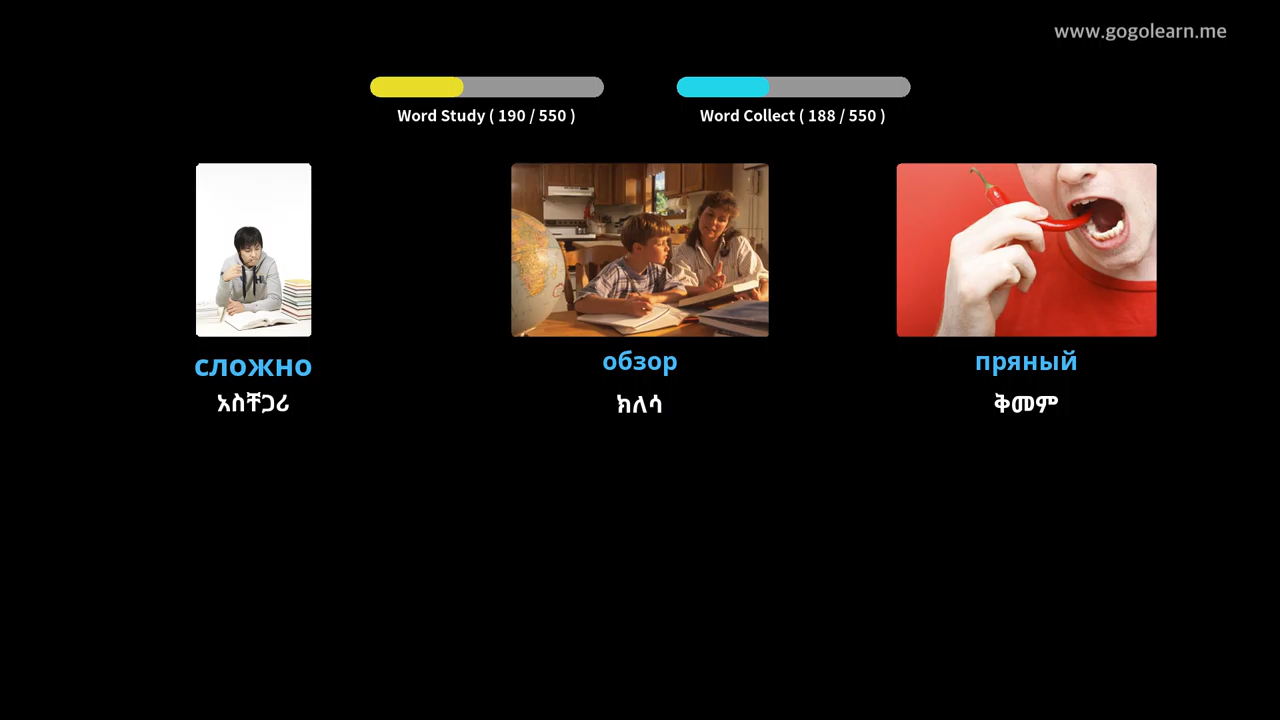 www.gogolearn.me
Word Study ( 190 / 550 )
Word Collect ( 188 / 550 )
сложно
обзор
пряный
አስቸጋሪ
ክለሳ
ቅመም